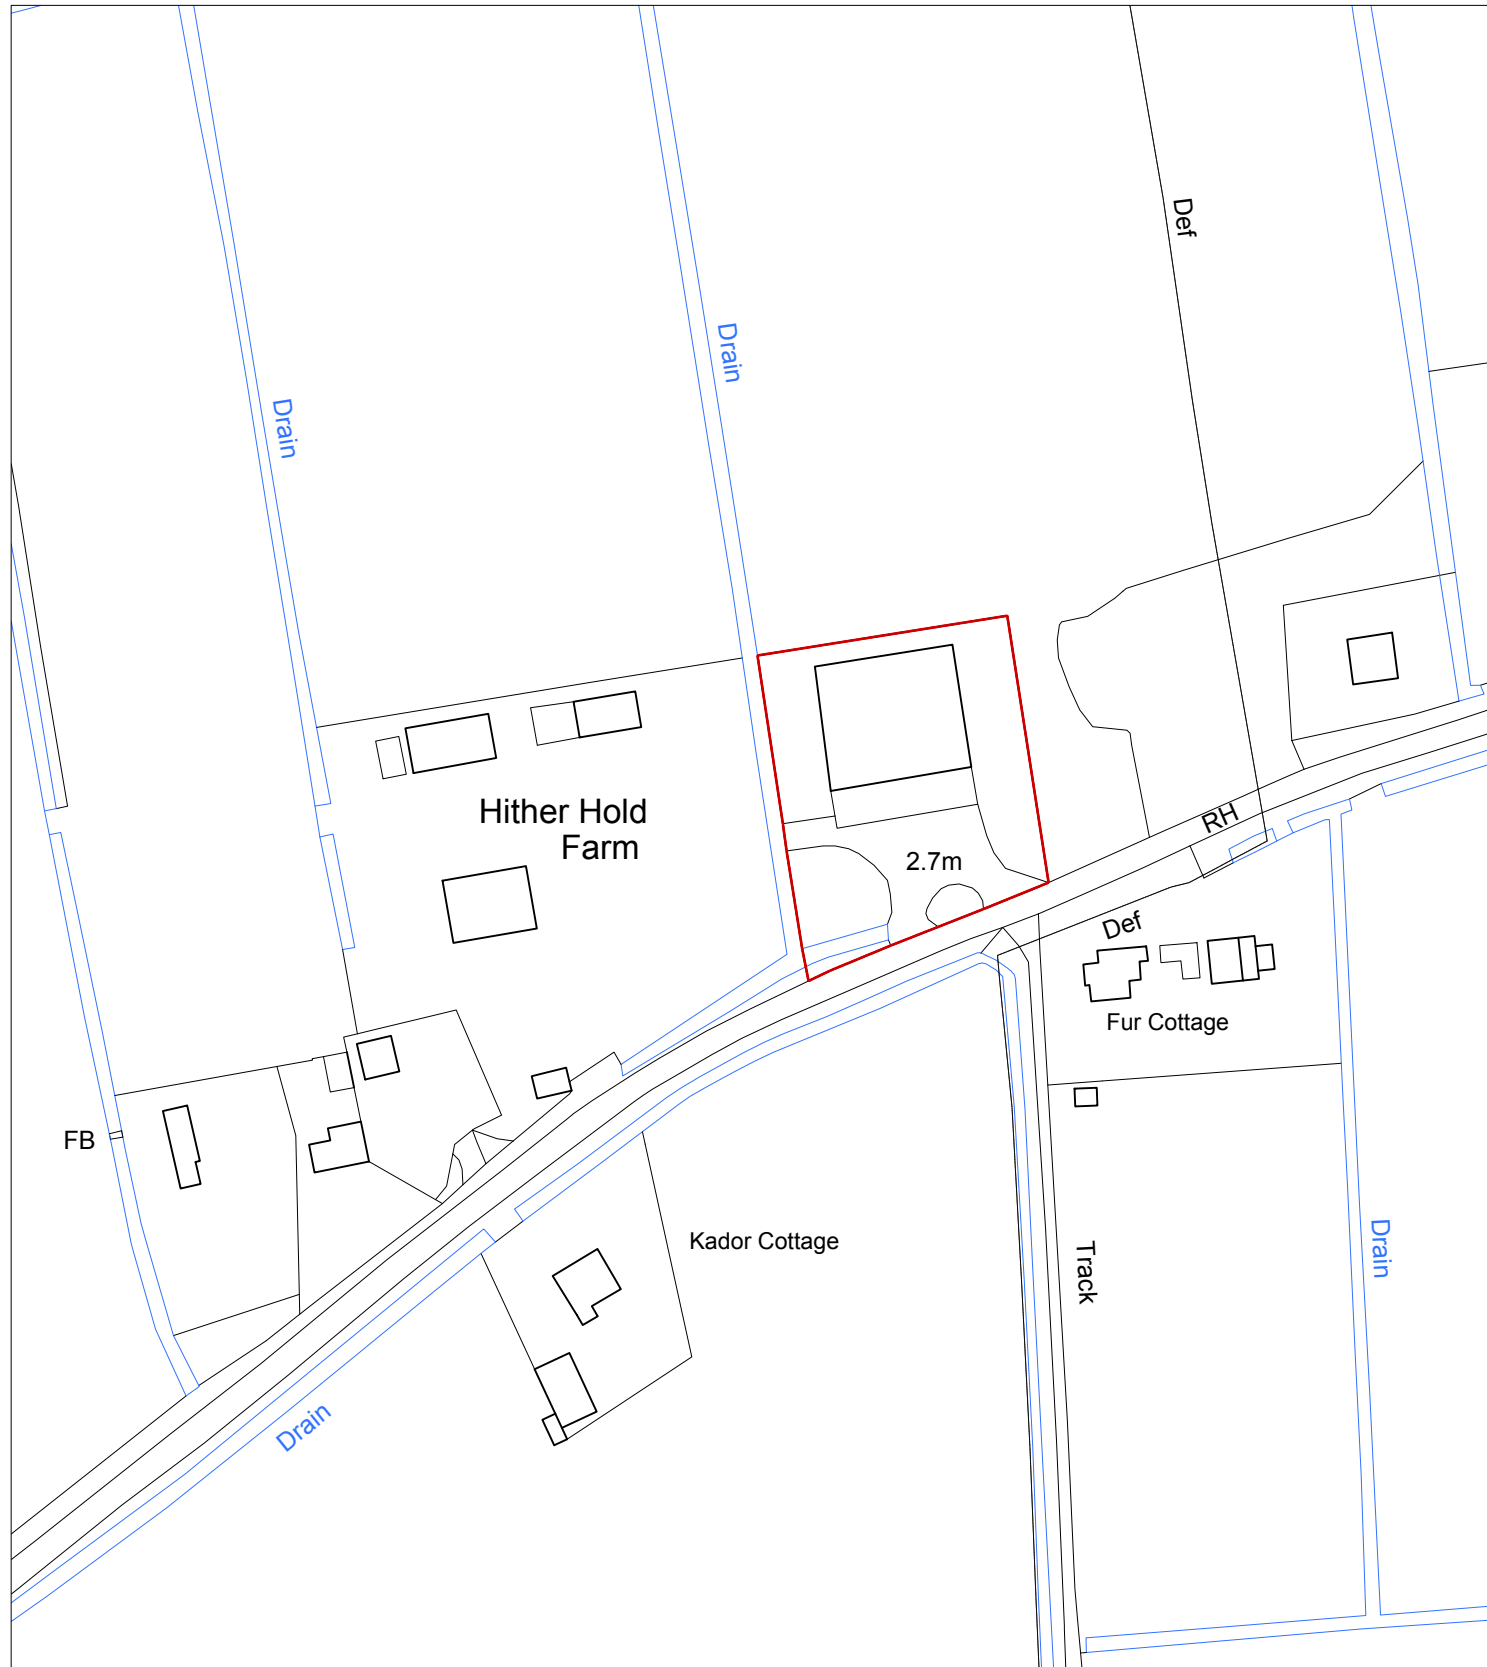 Def
Drain
Drain
Hither Hold
Farm
RH
2.7m
Def
Fur Cottage
FB
Kador Cottage
Track
Drain
Drain